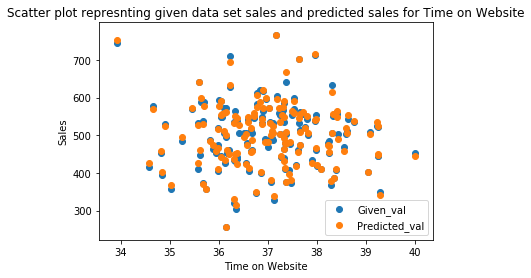 Scatter plot represnting given data set sales and predicted sales for Time on Website
700
600
500
400
300
Sales
34
35
36
37
38
39
40
Time on Website
Given_val
Predicted_val